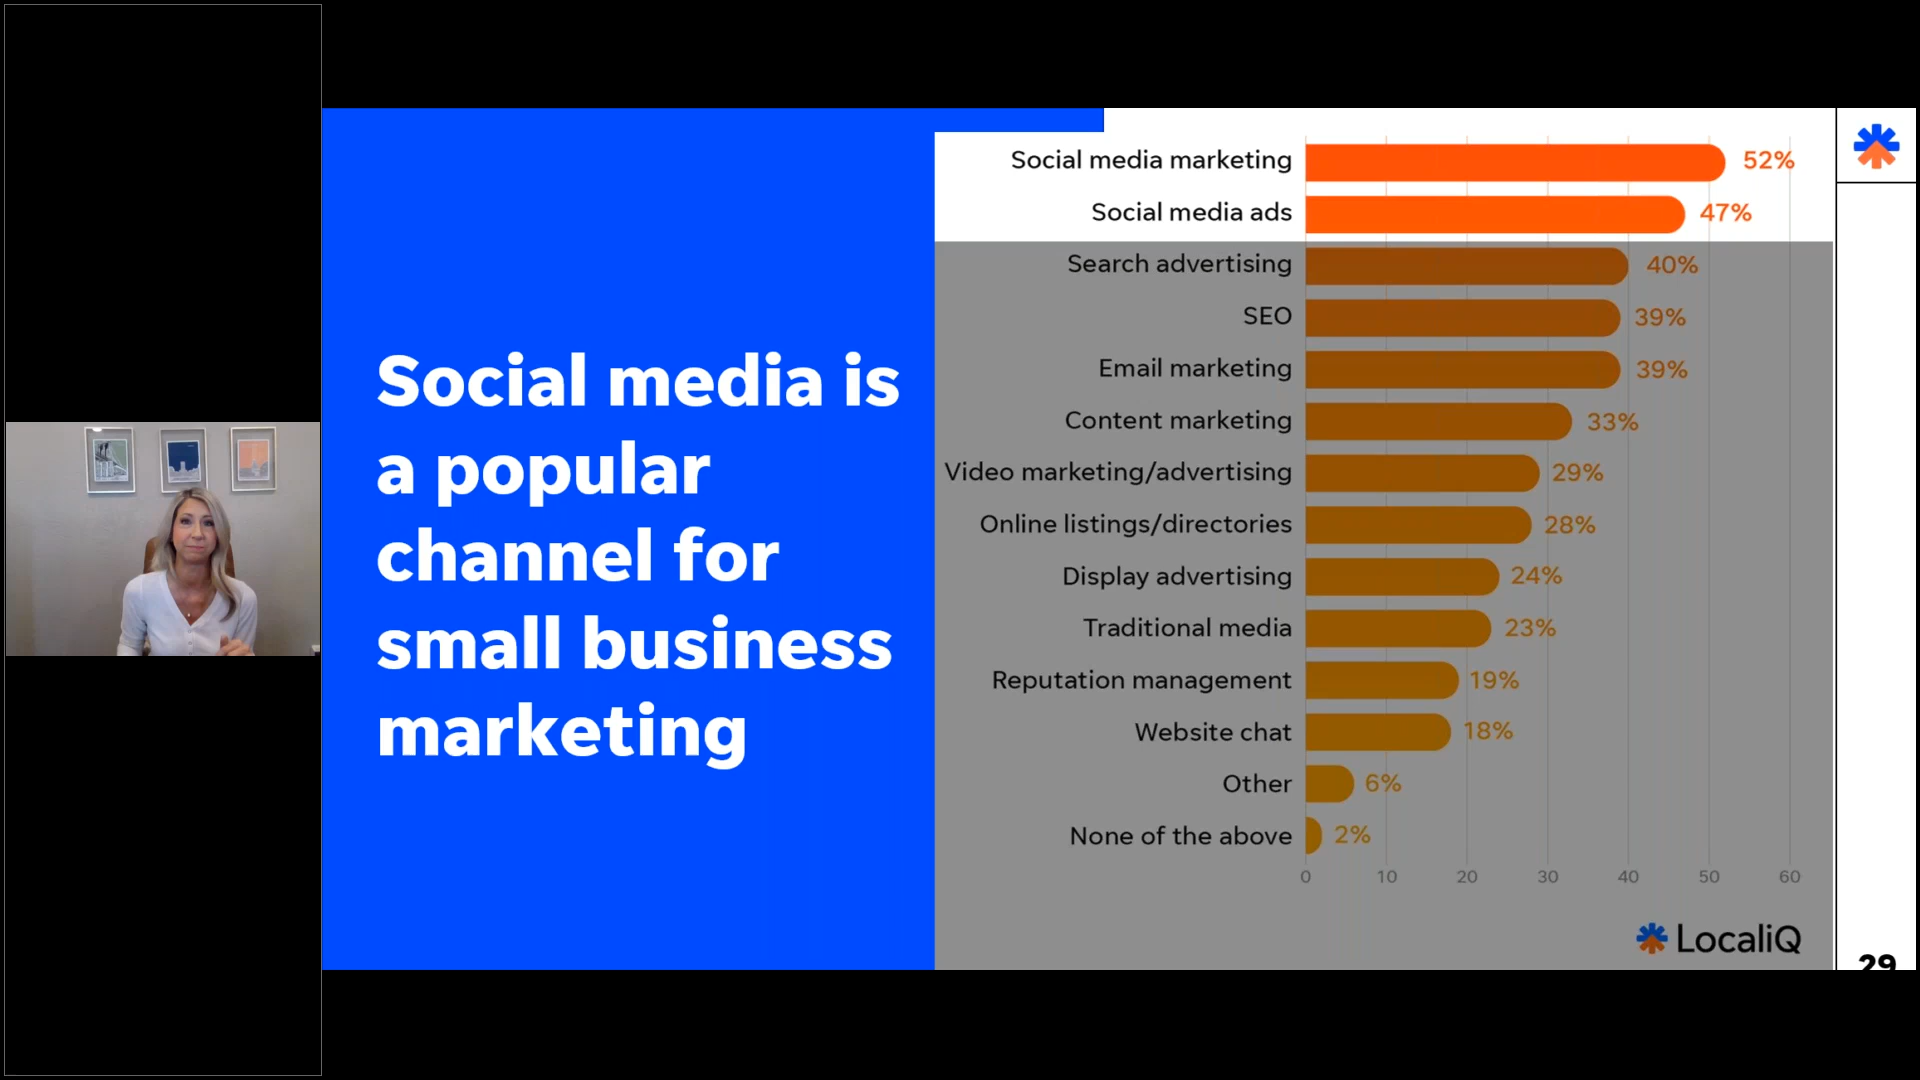 Social media is
a popular
channel for
small business
marketing
Social media marketing 52%
Social media ads 47%
Search advertising 40%
SEO 39%
Email marketing 39%
Content marketing 33%
Video marketing/advertising 29%
Online listings/directories 28%
Display advertising 24%
Traditional media 23%
Reputation management 19%
Website chat 18%
Other 6%
None of the above 2%
0 10 20 30 40 50 60
LocaliQ
29